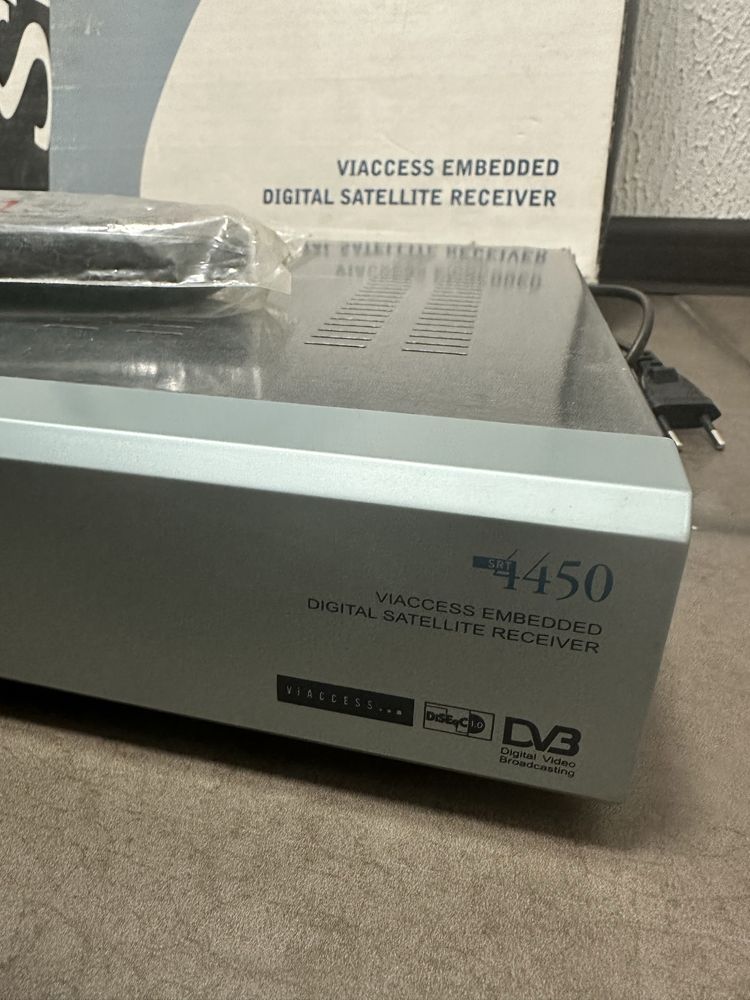 VIACCESS EMBEDDED
DIGITAL SATELLITE RECEIVER
SRT 4450
VIACCESS EMBEDDED
DIGITAL SATELLITE RECEIVER
VIACCESS
DiSEqC 1.0
DVB
Digital Video
Broadcasting